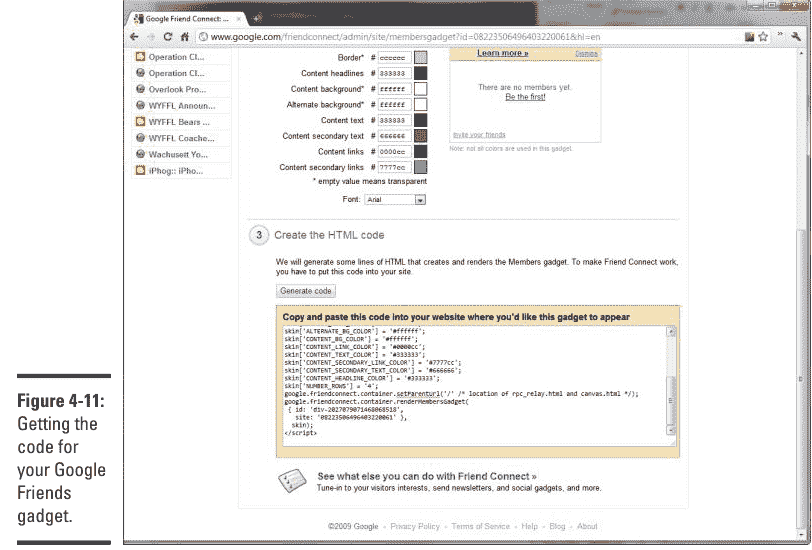 Google Friend Connect: ...
www.google.com/friendconnect/admin/site/membersgadget?id=08223506496403220061&hl=en
Operation Cl...
Operation Cl...
Overlook Pro...
WYFFL Announ...
WYFFL Bears ...
WYFFL Coache...
Wachusett Yo...
iPhog:: iPho...
Border* # cccccc
Content headlines # 333333
Content background* # ffffff
Alternate background* # ffffff
Content text # 333333
Content secondary text # 666666
Content links # 0000cc
Content secondary links # 7777cc
* empty value means transparent
Font: Arial
Learn more » Dismiss
There are no members yet.
Be the first!
Invite your friends
Note: not all colors are used in this gadget.
3 Create the HTML code
We will generate some lines of HTML that creates and renders the Members gadget. To make Friend Connect work,
you have to put this code into your site.
Generate code
Copy and paste this code into your website where you'd like this gadget to appear
skin['ALTERNATE_BG_COLOR'] = '#ffffff';
skin['CONTENT_BG_COLOR'] = '#ffffff';
skin['CONTENT_LINK_COLOR'] = '#0000cc';
skin['CONTENT_TEXT_COLOR'] = '#333333';
skin['CONTENT_SECONDARY_LINK_COLOR'] = '#7777cc';
skin['CONTENT_SECONDARY_TEXT_COLOR'] = '#666666';
skin['CONTENT_HEADLINE_COLOR'] = '#333333';
skin['NUMBER_ROWS'] = '4';
google.friendconnect.container.setParentUrl('/' /* location of rpc_relay.html and canvas.html */);
google.friendconnect.container.renderMembersGadget(
{ id: 'div-2027079071468068518',
site: '08223506496403220061' },
skin);
</script>
See what else you can do with Friend Connect »
Tune-in to your visitors interests, send newsletters, and social gadgets, and more.
©2009 Google - Privacy Policy - Terms of Service - Help - Blog - About
Figure 4-11:
Getting the
code for
your Google
Friends
gadget.